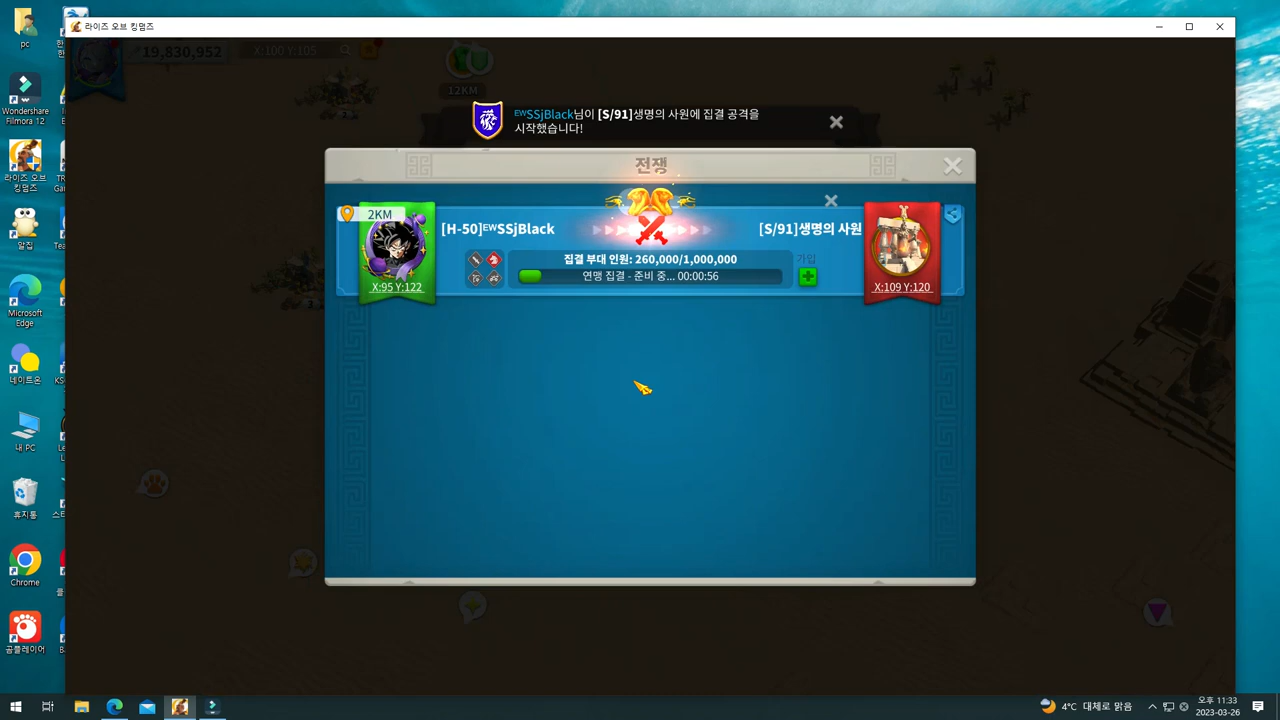 라이즈 오브 킹덤즈
pc
19,830,952
X:100 Y:105
12KM
ᴱᵂSSjBlack님이 [S/91]생명의 사원에 집결 공격을
시작했습니다!
전쟁
2KM
[H-50]ᴱᵂSSjBlack
[S/91]생명의 사원
집결 부대 인원: 260,000/1,000,000
가입
연맹 집결 - 준비 중... 00:00:56
X:95 Y:122
X:109 Y:120
Wondershare
Filmora 12
라이즈 오브
킹덤즈
알집
Microsoft
Edge
네이트온
내 PC
휴지통
Chrome
곰플레이어
4°C 대체로 맑음
오후 11:33
2023-03-26